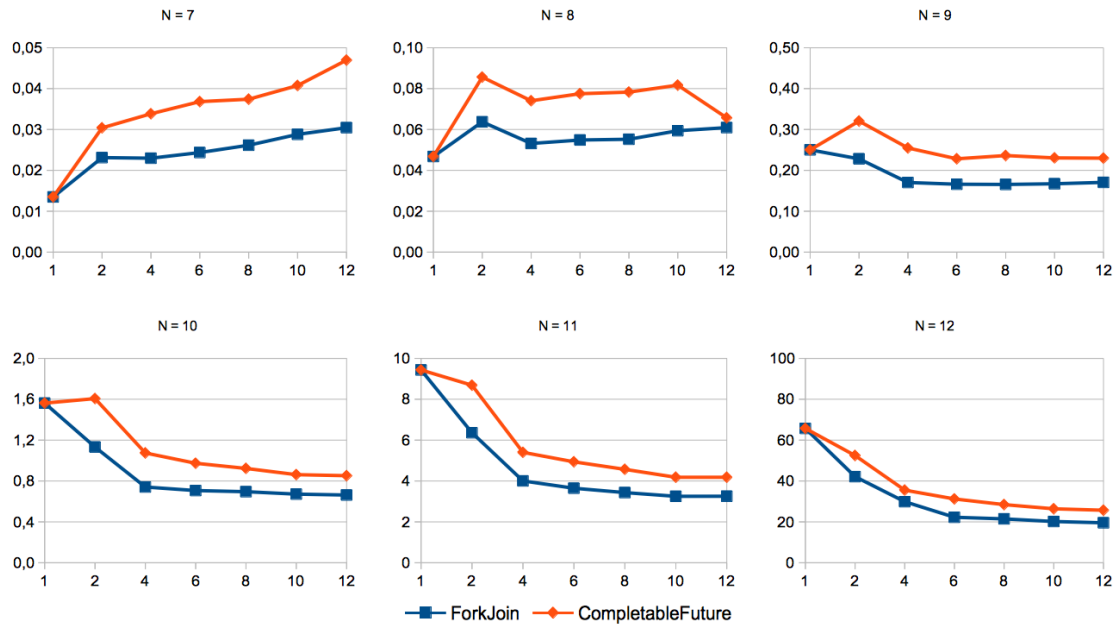 N = 7
0,05
0,04
0,03
0,02
0,01
0,00
1 2 4 6 8 10 12
N = 8
0,10
0,08
0,06
0,04
0,02
0,00
1 2 4 6 8 10 12
N = 9
0,50
0,40
0,30
0,20
0,10
0,00
1 2 4 6 8 10 12
N = 10
2,0
1,6
1,2
0,8
0,4
0,0
1 2 4 6 8 10 12
N = 11
10
8
6
4
2
0
1 2 4 6 8 10 12
N = 12
100
80
60
40
20
0
1 2 4 6 8 10 12
ForkJoin CompletableFuture